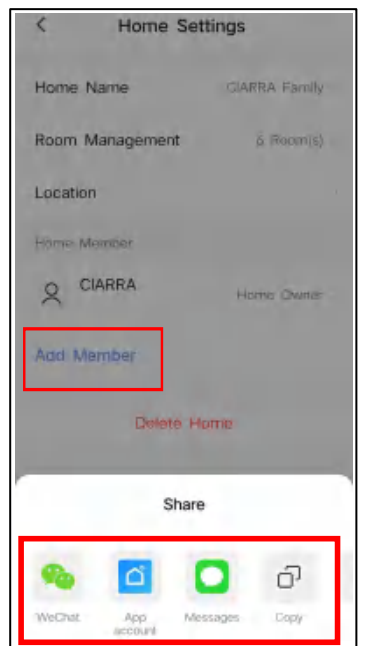 Home Settings
Home Name CIARRA Family
Room Management 6 Room(s)
Location
Home Member
CIARRA
Home Owner
Add Member
Delete Home
Share
WeChat App account Messages Copy